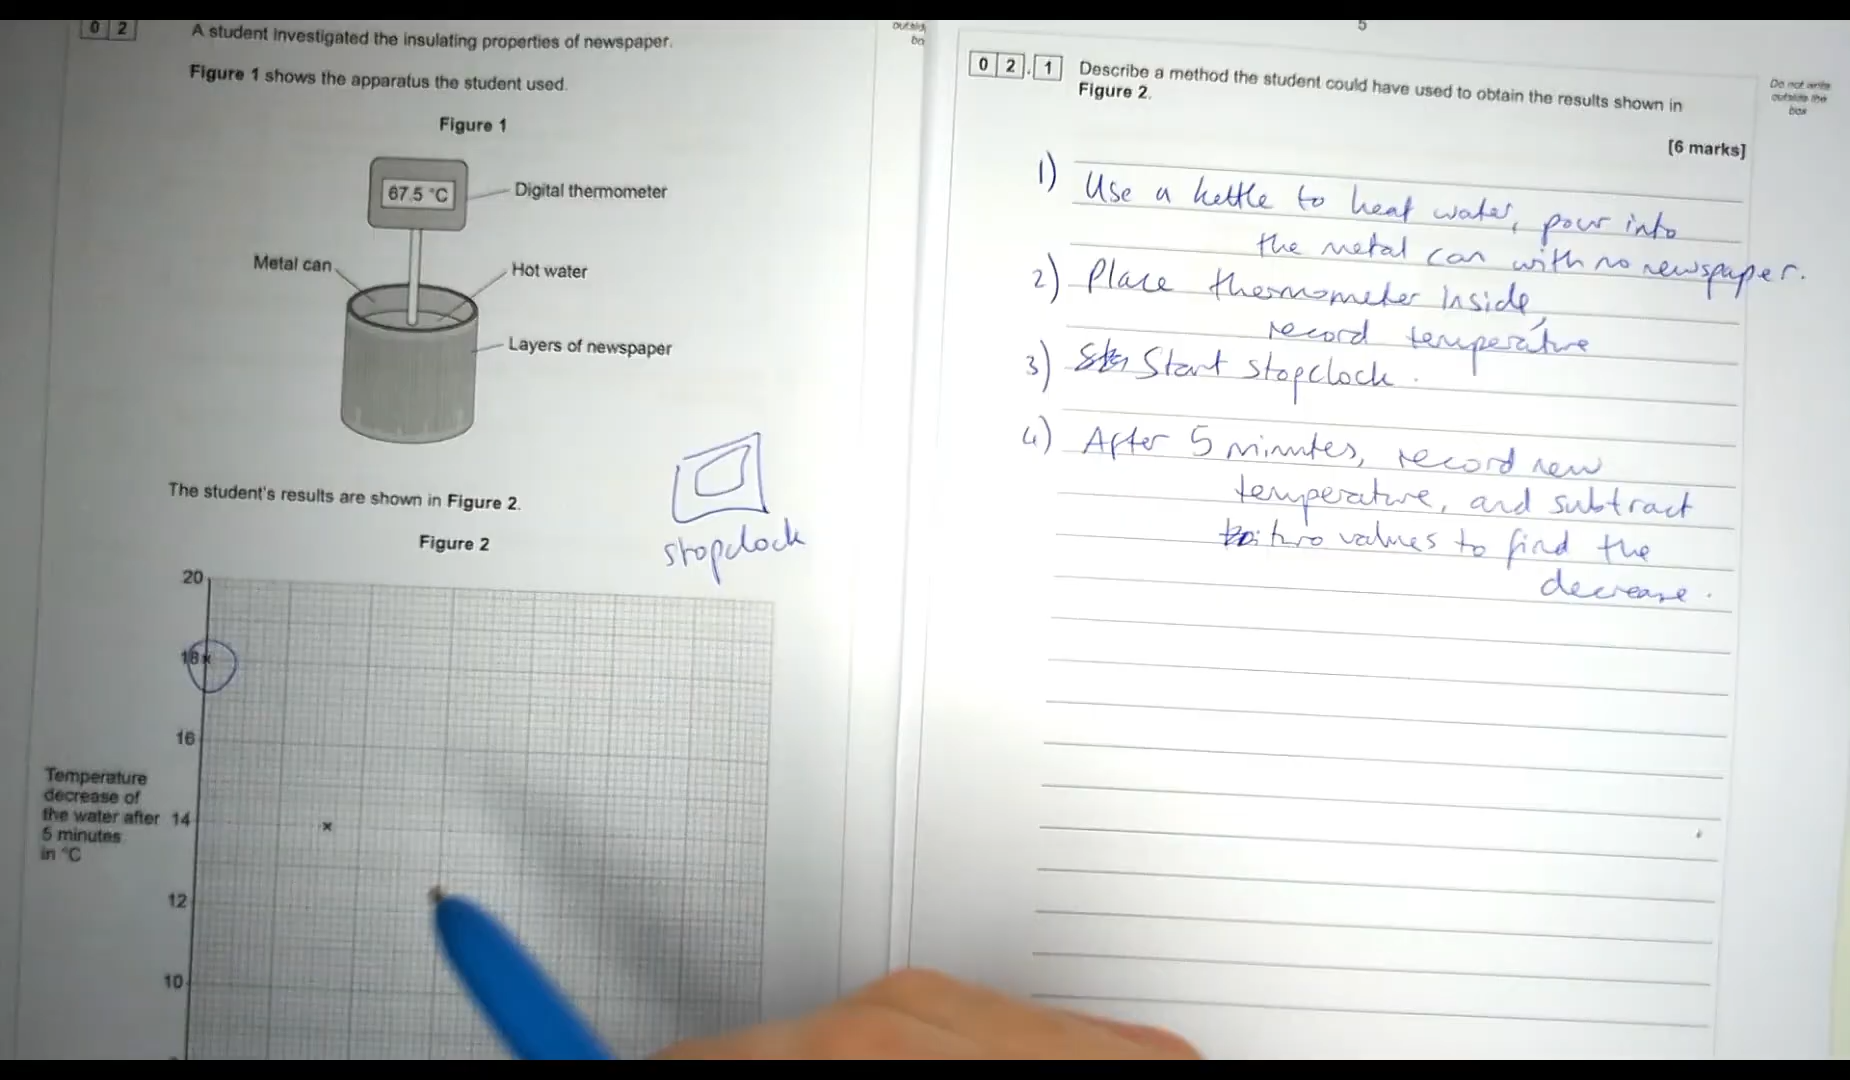 0 2
A student investigated the insulating properties of newspaper.
Figure 1 shows the apparatus the student used.
Figure 1
67.5 °C
Digital thermometer
Metal can
Hot water
Layers of newspaper
The student's results are shown in Figure 2.
stopclock
Figure 2
20
18
16
Temperature
decrease of
the water after
5 minutes
in °C
14
12
10
5
0 2 . 1 Describe a method the student could have used to obtain the results shown in
Figure 2.
[6 marks]
Do not write
outside the
box
1) Use a kettle to heat water, pour into
the metal can with no newspaper.
2) Place thermometer inside,
record temperature
3) Start stopclock.
4) After 5 minutes, record new
temperature, and subtract
two values to find the
decrease.